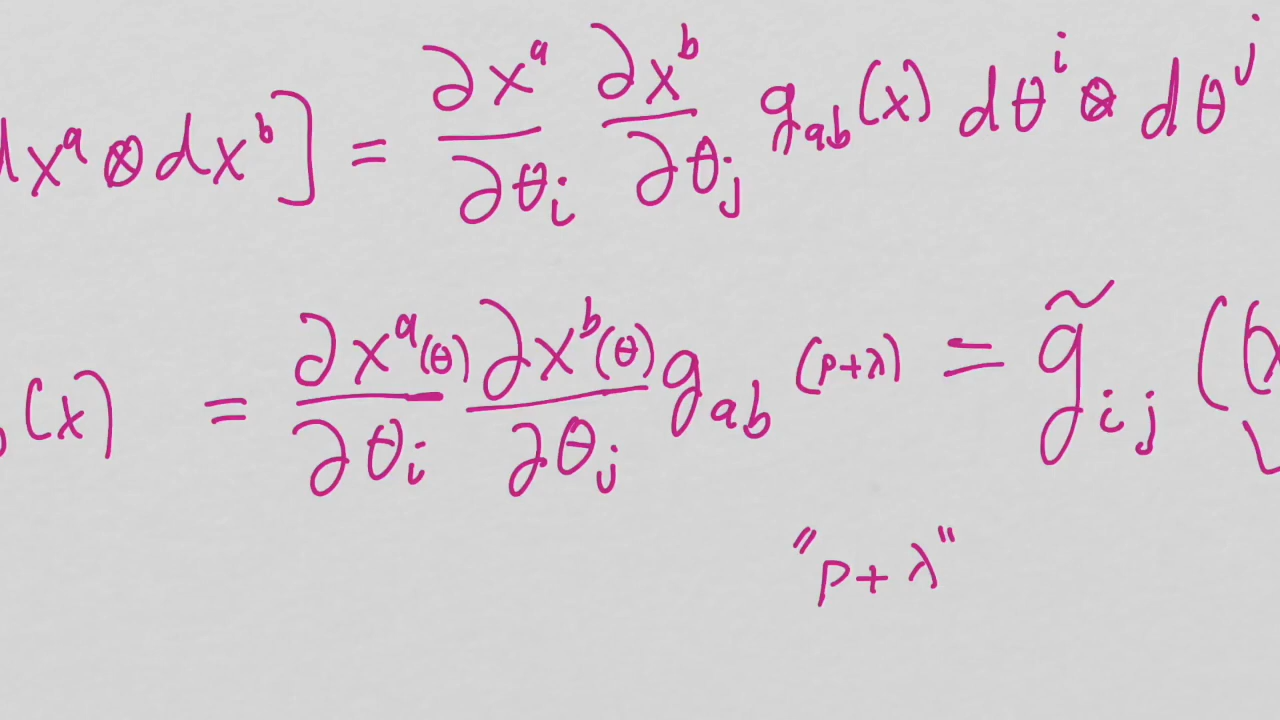 dx^a ⊗ dx^b ] = ∂x^a/∂θ_i ∂x^b/∂θ_j g_ab (x) dθ^i ⊗ dθ^j
(x) = ∂x^a(θ)/∂θ_i ∂x^b(θ)/∂θ_j g_ab (p+λ) = g̃_ij (
"p+λ"